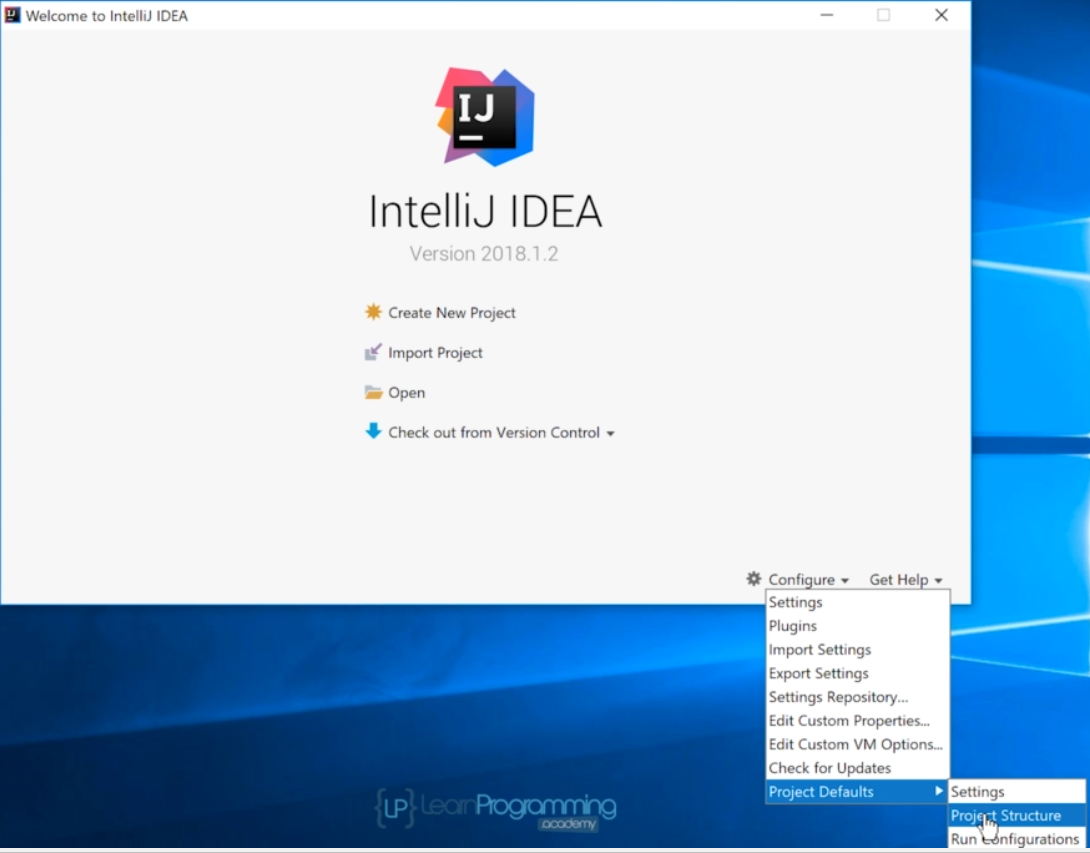 Welcome to IntelliJ IDEA
IJ
IntelliJ IDEA
Version 2018.1.2
Create New Project
Import Project
Open
Check out from Version Control
Configure
Get Help
Settings
Plugins
Import Settings
Export Settings
Settings Repository...
Edit Custom Properties...
Edit Custom VM Options...
Check for Updates
Project Defaults
Settings
Project Structure
Run Configurations
{LP} LearnProgramming
academy